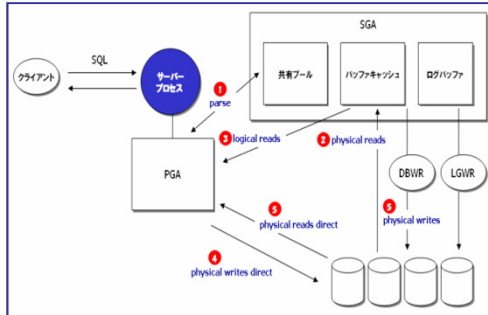 SGA
SQL
クライアント
サーバー
プロセス
共有プール
バッファキャッシュ
ログバッファ
1
parse
3 logical reads
2 physical reads
PGA
DBWR
LGWR
5
physical reads direct
5
physical writes
4
physical writes direct